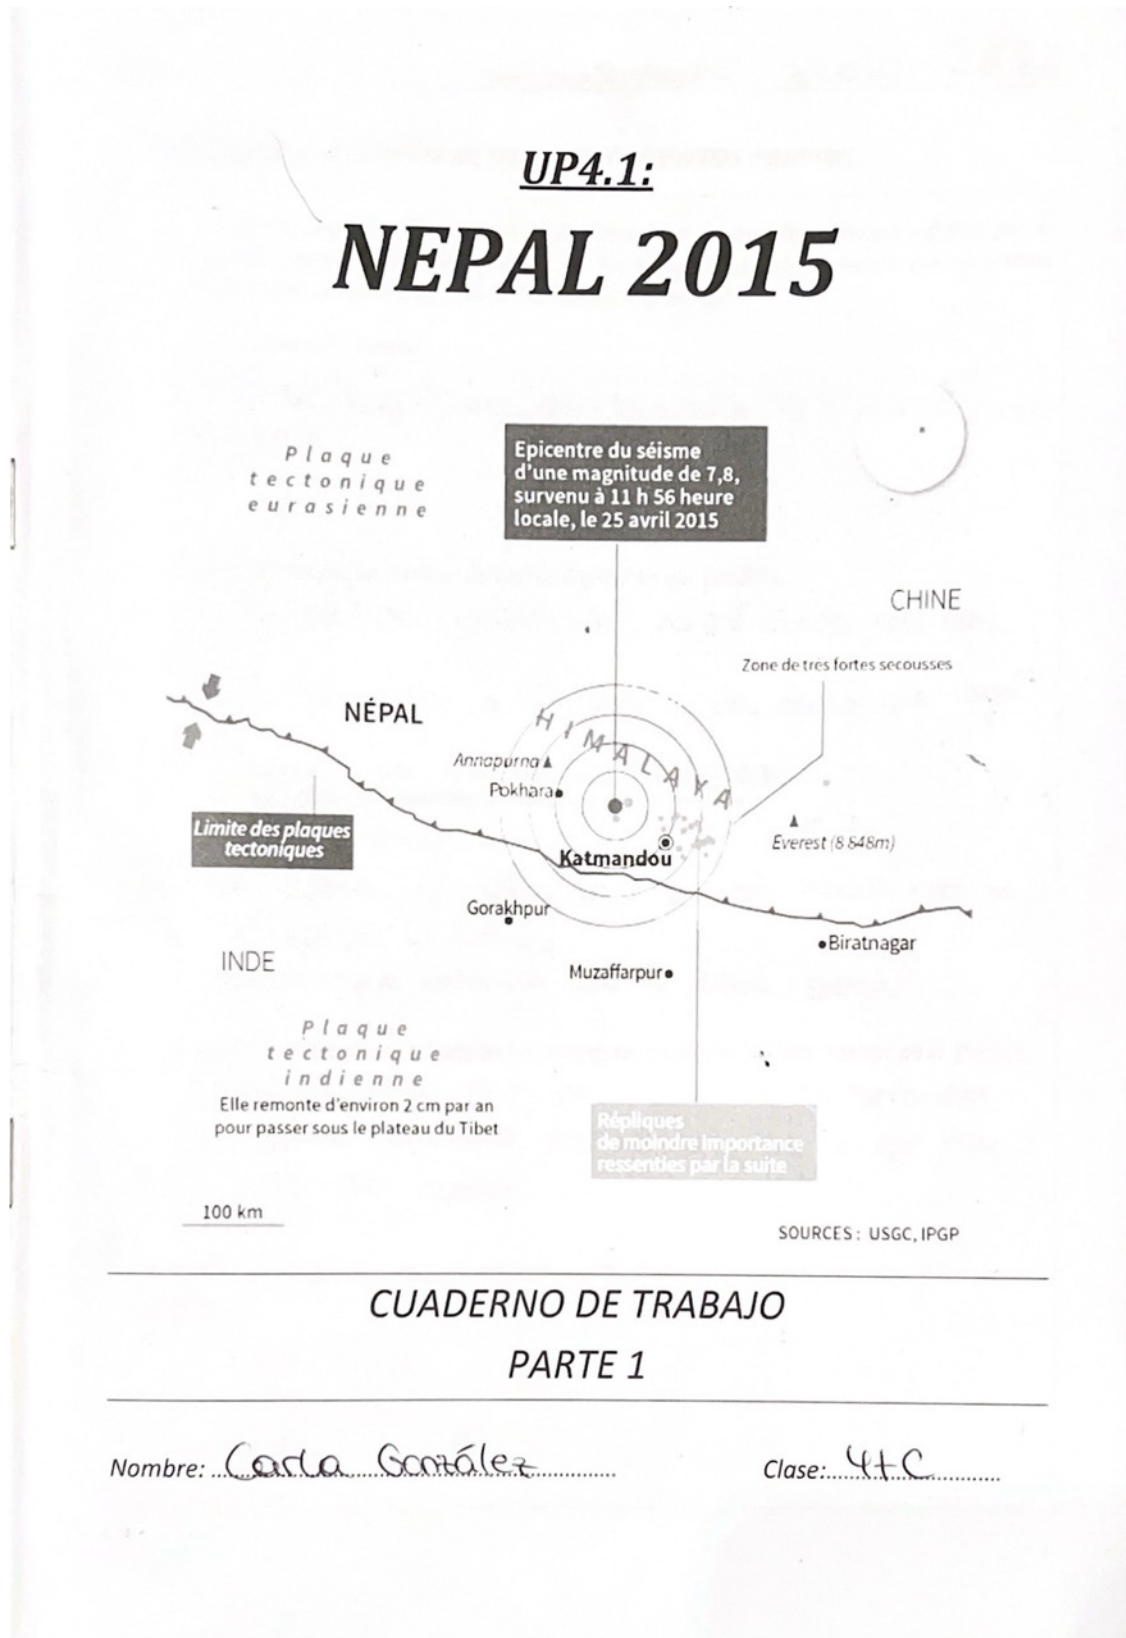 UP4.1:
NEPAL 2015
Plaque
tectonique
eurasienne
Epicentre du séisme
d'une magnitude de 7,8,
survenu à 11 h 56 heure
locale, le 25 avril 2015
CHINE
Zone de tres fortes secousses
NÉPAL
HIMALAYA
Annapurna
Pokhara
Limite des plaques
tectoniques
Everest (8 848m)
Katmandou
Gorakhpur
Biratnagar
INDE
Muzaffarpur
Plaque
tectonique
indienne
Elle remonte d'environ 2 cm par an
pour passer sous le plateau du Tibet
Répliques
de moindre importance
ressenties par la suite
100 km
SOURCES : USGC, IPGP
CUADERNO DE TRABAJO
PARTE 1
Nombre: Carla González
Clase: 4tC